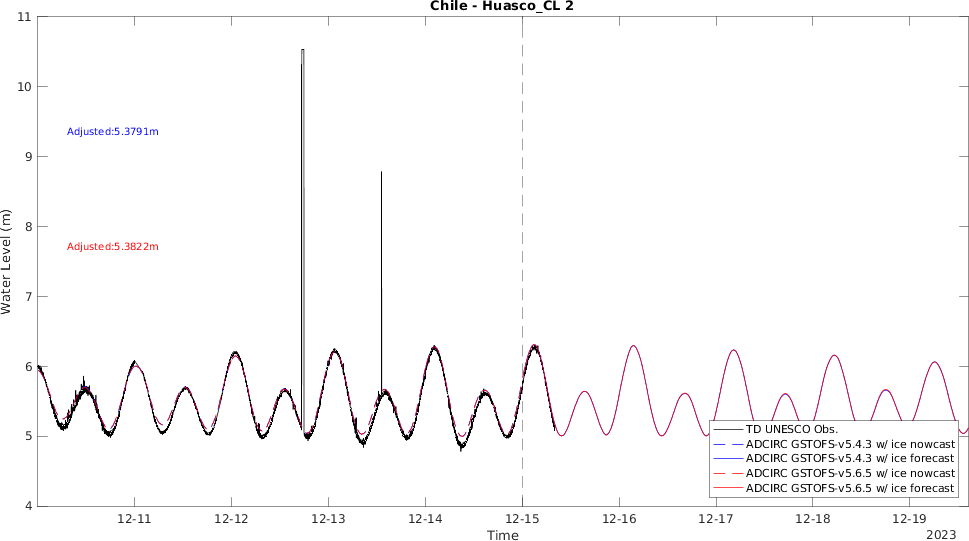 Chile - Huasco_CL 2
Water Level (m)
11
10
9
8
7
6
5
4
Adjusted:5.3791m
Adjusted:5.3822m
TD UNESCO Obs.
ADCIRC GSTOFS-v5.4.3 w/ ice nowcast
ADCIRC GSTOFS-v5.4.3 w/ ice forecast
ADCIRC GSTOFS-v5.6.5 w/ ice nowcast
ADCIRC GSTOFS-v5.6.5 w/ ice forecast
12-11 12-12 12-13 12-14 12-15 12-16 12-17 12-18 12-19
Time
2023